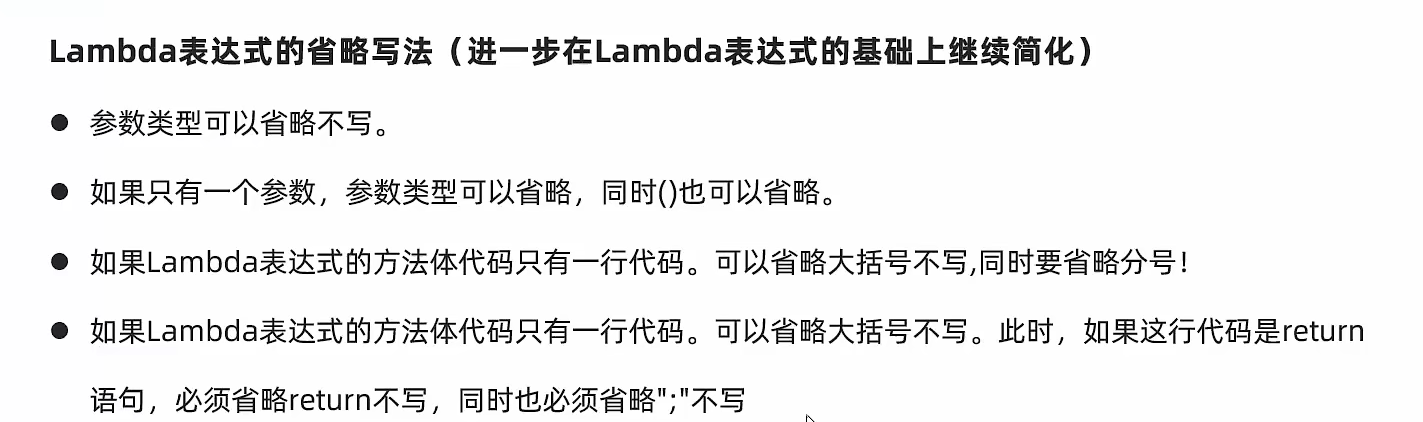 Lambda表达式的省略写法（进一步在Lambda表达式的基础上继续简化）
● 参数类型可以省略不写。
● 如果只有一个参数，参数类型可以省略，同时()也可以省略。
● 如果Lambda表达式的方法体代码只有一行代码。可以省略大括号不写,同时要省略分号！
● 如果Lambda表达式的方法体代码只有一行代码。可以省略大括号不写。此时，如果这行代码是return
语句，必须省略return不写，同时也必须省略";"不写